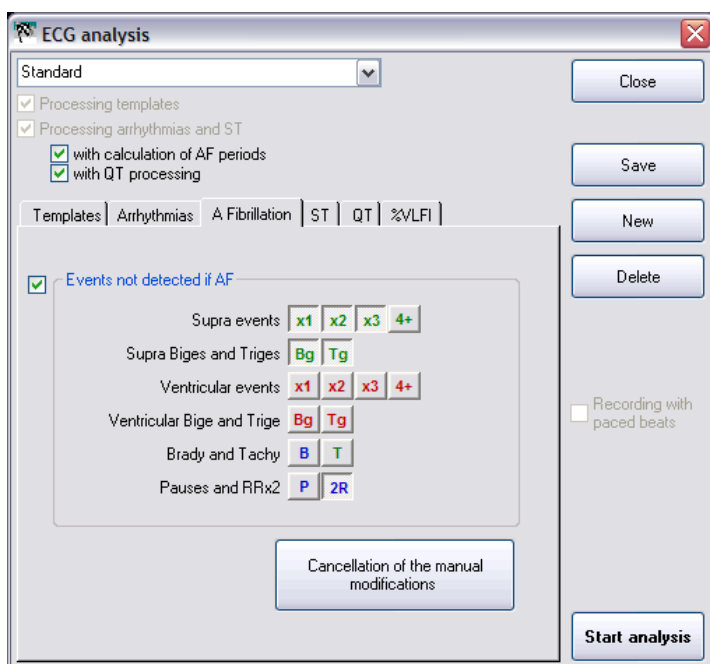 ECG analysis
Standard
Close
Processing templates
Processing arrhythmias and ST
with calculation of AF periods
with QT processing
Save
Templates Arrhythmias A Fibrillation ST QT %VLFI
New
Events not detected if AF
Delete
Supra events x1 x2 x3 4+
Supra Biges and Triges Bg Tg
Ventricular events x1 x2 x3 4+
Recording with
paced beats
Ventricular Bige and Trige Bg Tg
Brady and Tachy B T
Pauses and RRx2 P 2R
Cancellation of the manual
modifications
Start analysis